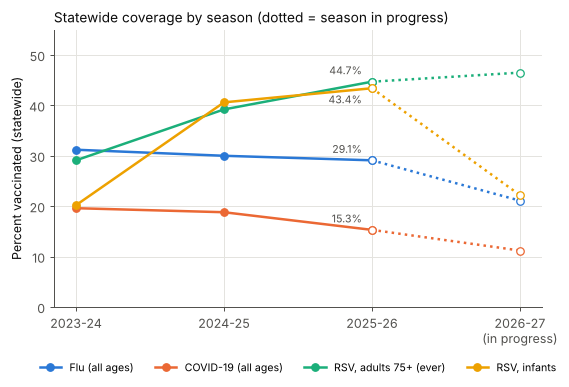 Statewide coverage by season (dotted = season in progress)
Percent vaccinated (statewide)
50
40
30
20
10
0
44.7%
43.4%
29.1%
15.3%
2023-24 2024-25 2025-26 2026-27
(in progress)
Flu (all ages) COVID-19 (all ages) RSV, adults 75+ (ever) RSV, infants